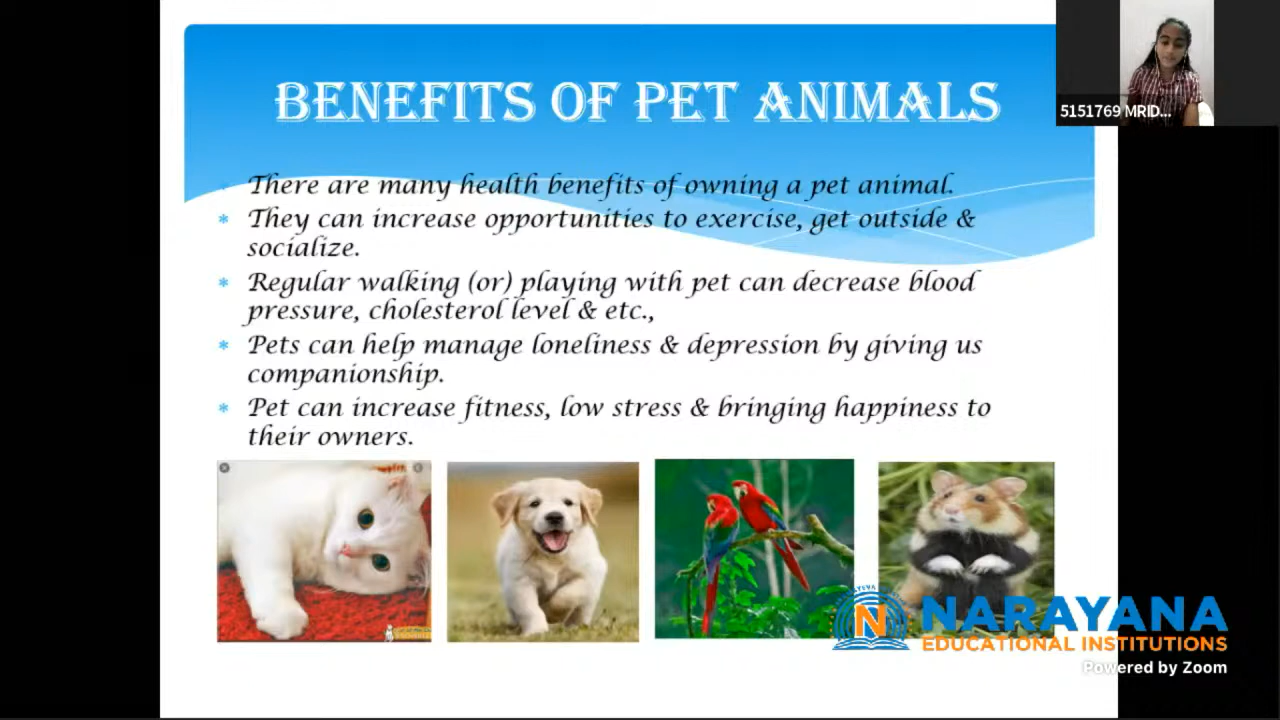 BENEFITS OF PET ANIMALS
5151769 MRID...
There are many health benefits of owning a pet animal.
* They can increase opportunities to exercise, get outside &
socialize.
* Regular walking (or) playing with pet can decrease blood
pressure, cholesterol level & etc.,
* Pets can help manage loneliness & depression by giving us
companionship.
* Pet can increase fitness, low stress & bringing happiness to
their owners.
N
NARAYANA
EDUCATIONAL INSTITUTIONS
Powered by Zoom